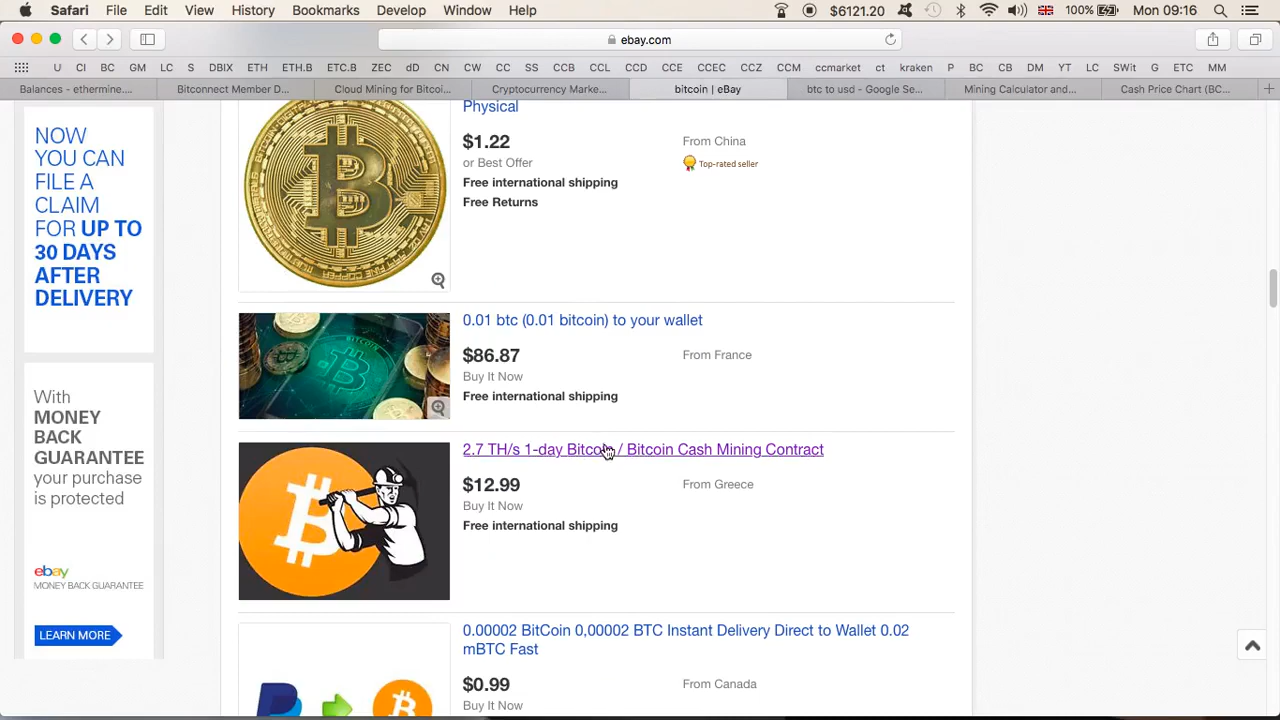 Safari File Edit View History Bookmarks Develop Window Help $6121.20 100% Mon 09:16
ebay.com
U CI BC GM LC S DBIX ETH ETH.B ETC.B ZEC dD CN CW CC SS CCB CCL CCD CCE CCEC CCZ CCM ccmarket ct kraken P BC CB DM YT LC SWit G ETC MM
Balances - ethermine.... Bitconnect Member D... Cloud Mining for Bitcoi... Cryptocurrency Marke... bitcoin | eBay btc to usd - Google Se... Mining Calculator and... Cash Price Chart (BC...
NOW
YOU CAN
FILE A
CLAIM
FOR UP TO
30 DAYS
AFTER
DELIVERY
With
MONEY
BACK
GUARANTEE
your purchase
is protected
ebay
MONEY BACK GUARANTEE
LEARN MORE
Physical
$1.22 From China
or Best Offer Top-rated seller
Free international shipping
Free Returns
0.01 btc (0.01 bitcoin) to your wallet
$86.87 From France
Buy It Now
Free international shipping
2.7 TH/s 1-day Bitcoin / Bitcoin Cash Mining Contract
$12.99 From Greece
Buy It Now
Free international shipping
0.00002 BitCoin 0,00002 BTC Instant Delivery Direct to Wallet 0.02
mBTC Fast
$0.99 From Canada
Buy It Now